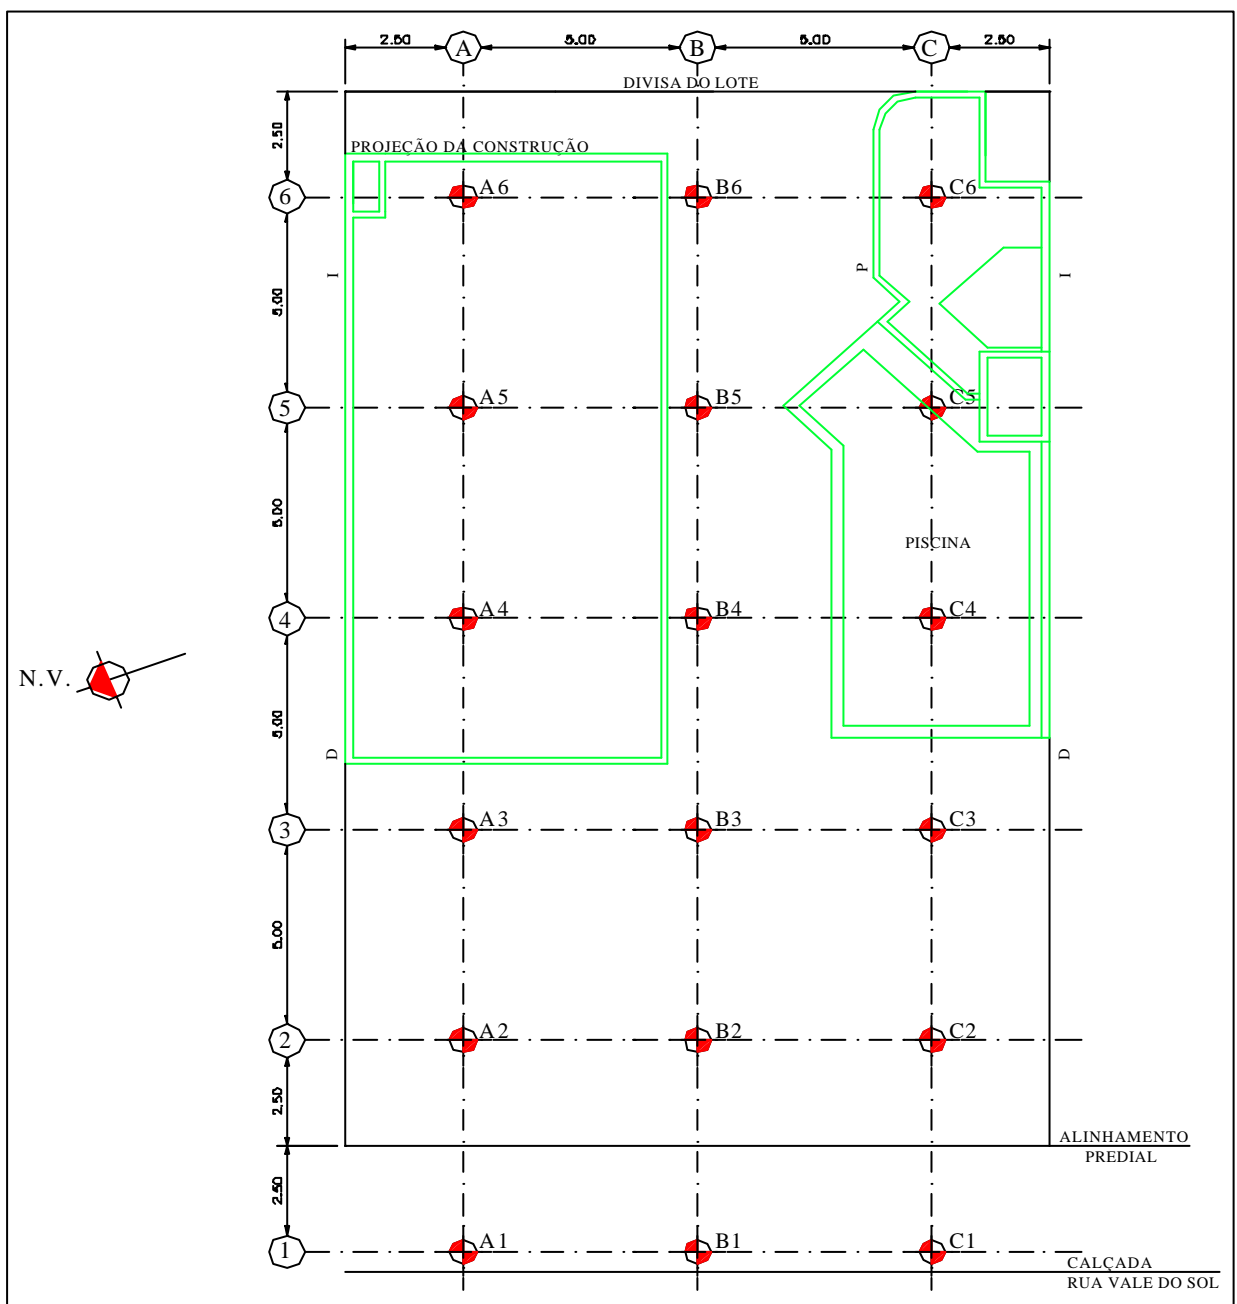 2.50 A 5.00 B 5.00 C 2.50
DIVISA DO LOTE
2.50
PROJEÇÃO DA CONSTRUÇÃO
6 A6 B6 C6
I P I
5.00
5 A5 B5 C5
5.00
PISCINA
4 A4 B4 C4
N.V.
5.00
D D
3 A3 B3 C3
5.00
2 A2 B2 C2
2.50
ALINHAMENTO
PREDIAL
2.50
1 A1 B1 C1
CALÇADA
RUA VALE DO SOL